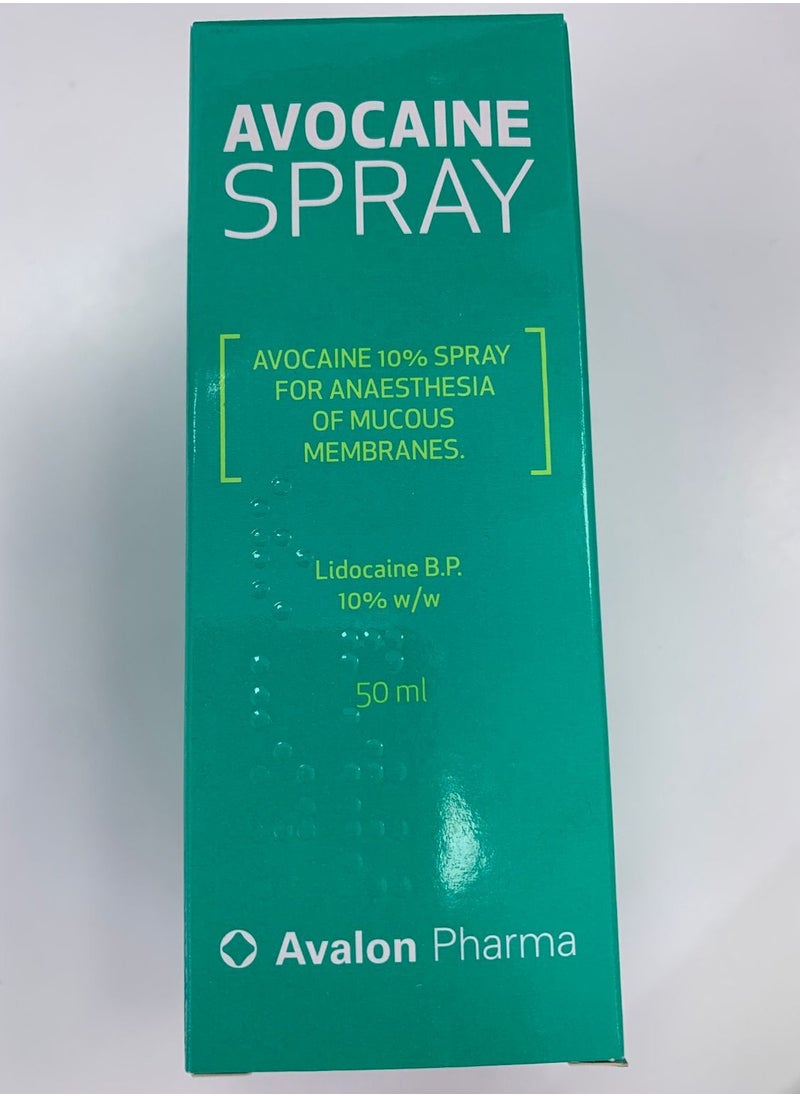 AVOCAINE
SPRAY
AVOCAINE 10% SPRAY
FOR ANAESTHESIA
OF MUCOUS
MEMBRANES.
Lidocaine B.P.
10% w/w
50 ml
Avalon Pharma